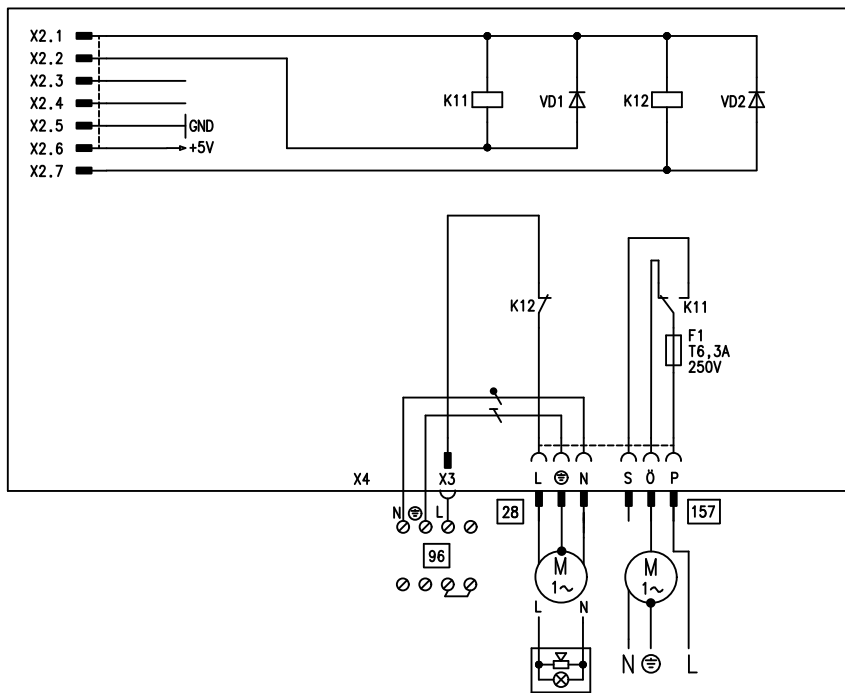 X2.1
X2.2
X2.3
X2.4
X2.5 GND
X2.6 +5V
X2.7
K11 VD1 K12 VD2
K12 K11
F1
T6,3A
250V
X4 X3 L N S Ö P
N L 28 157
96
M M
1~ 1~
L N
N L